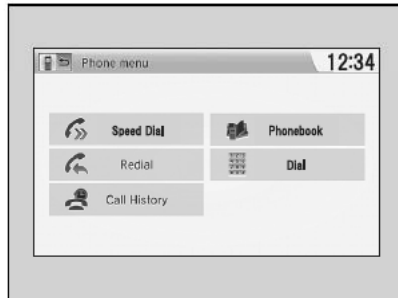 Phone menu 12:34
Speed Dial Phonebook
Redial Dial
Call History